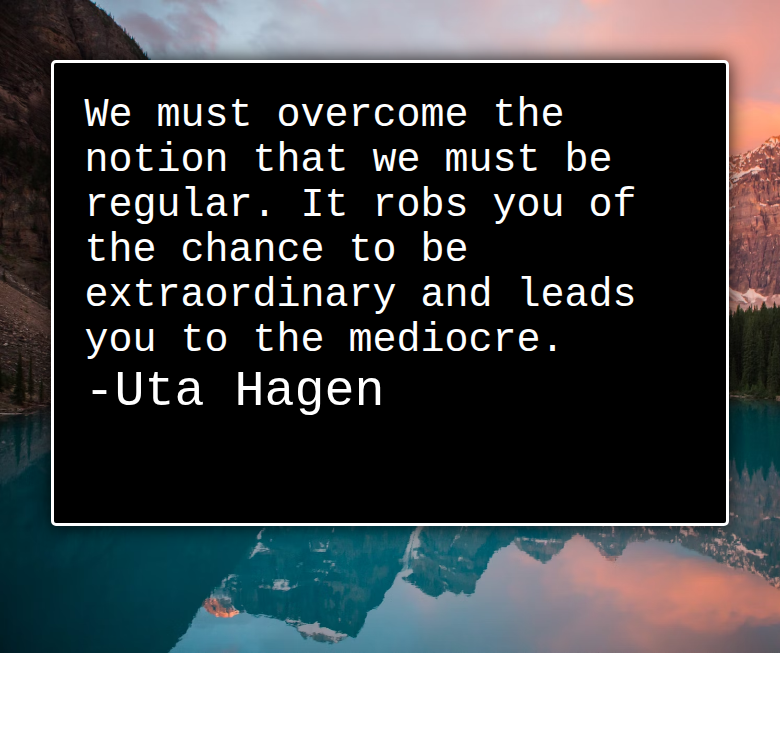 We must overcome the
notion that we must be
regular. It robs you of
the chance to be
extraordinary and leads
you to the mediocre.
-Uta Hagen